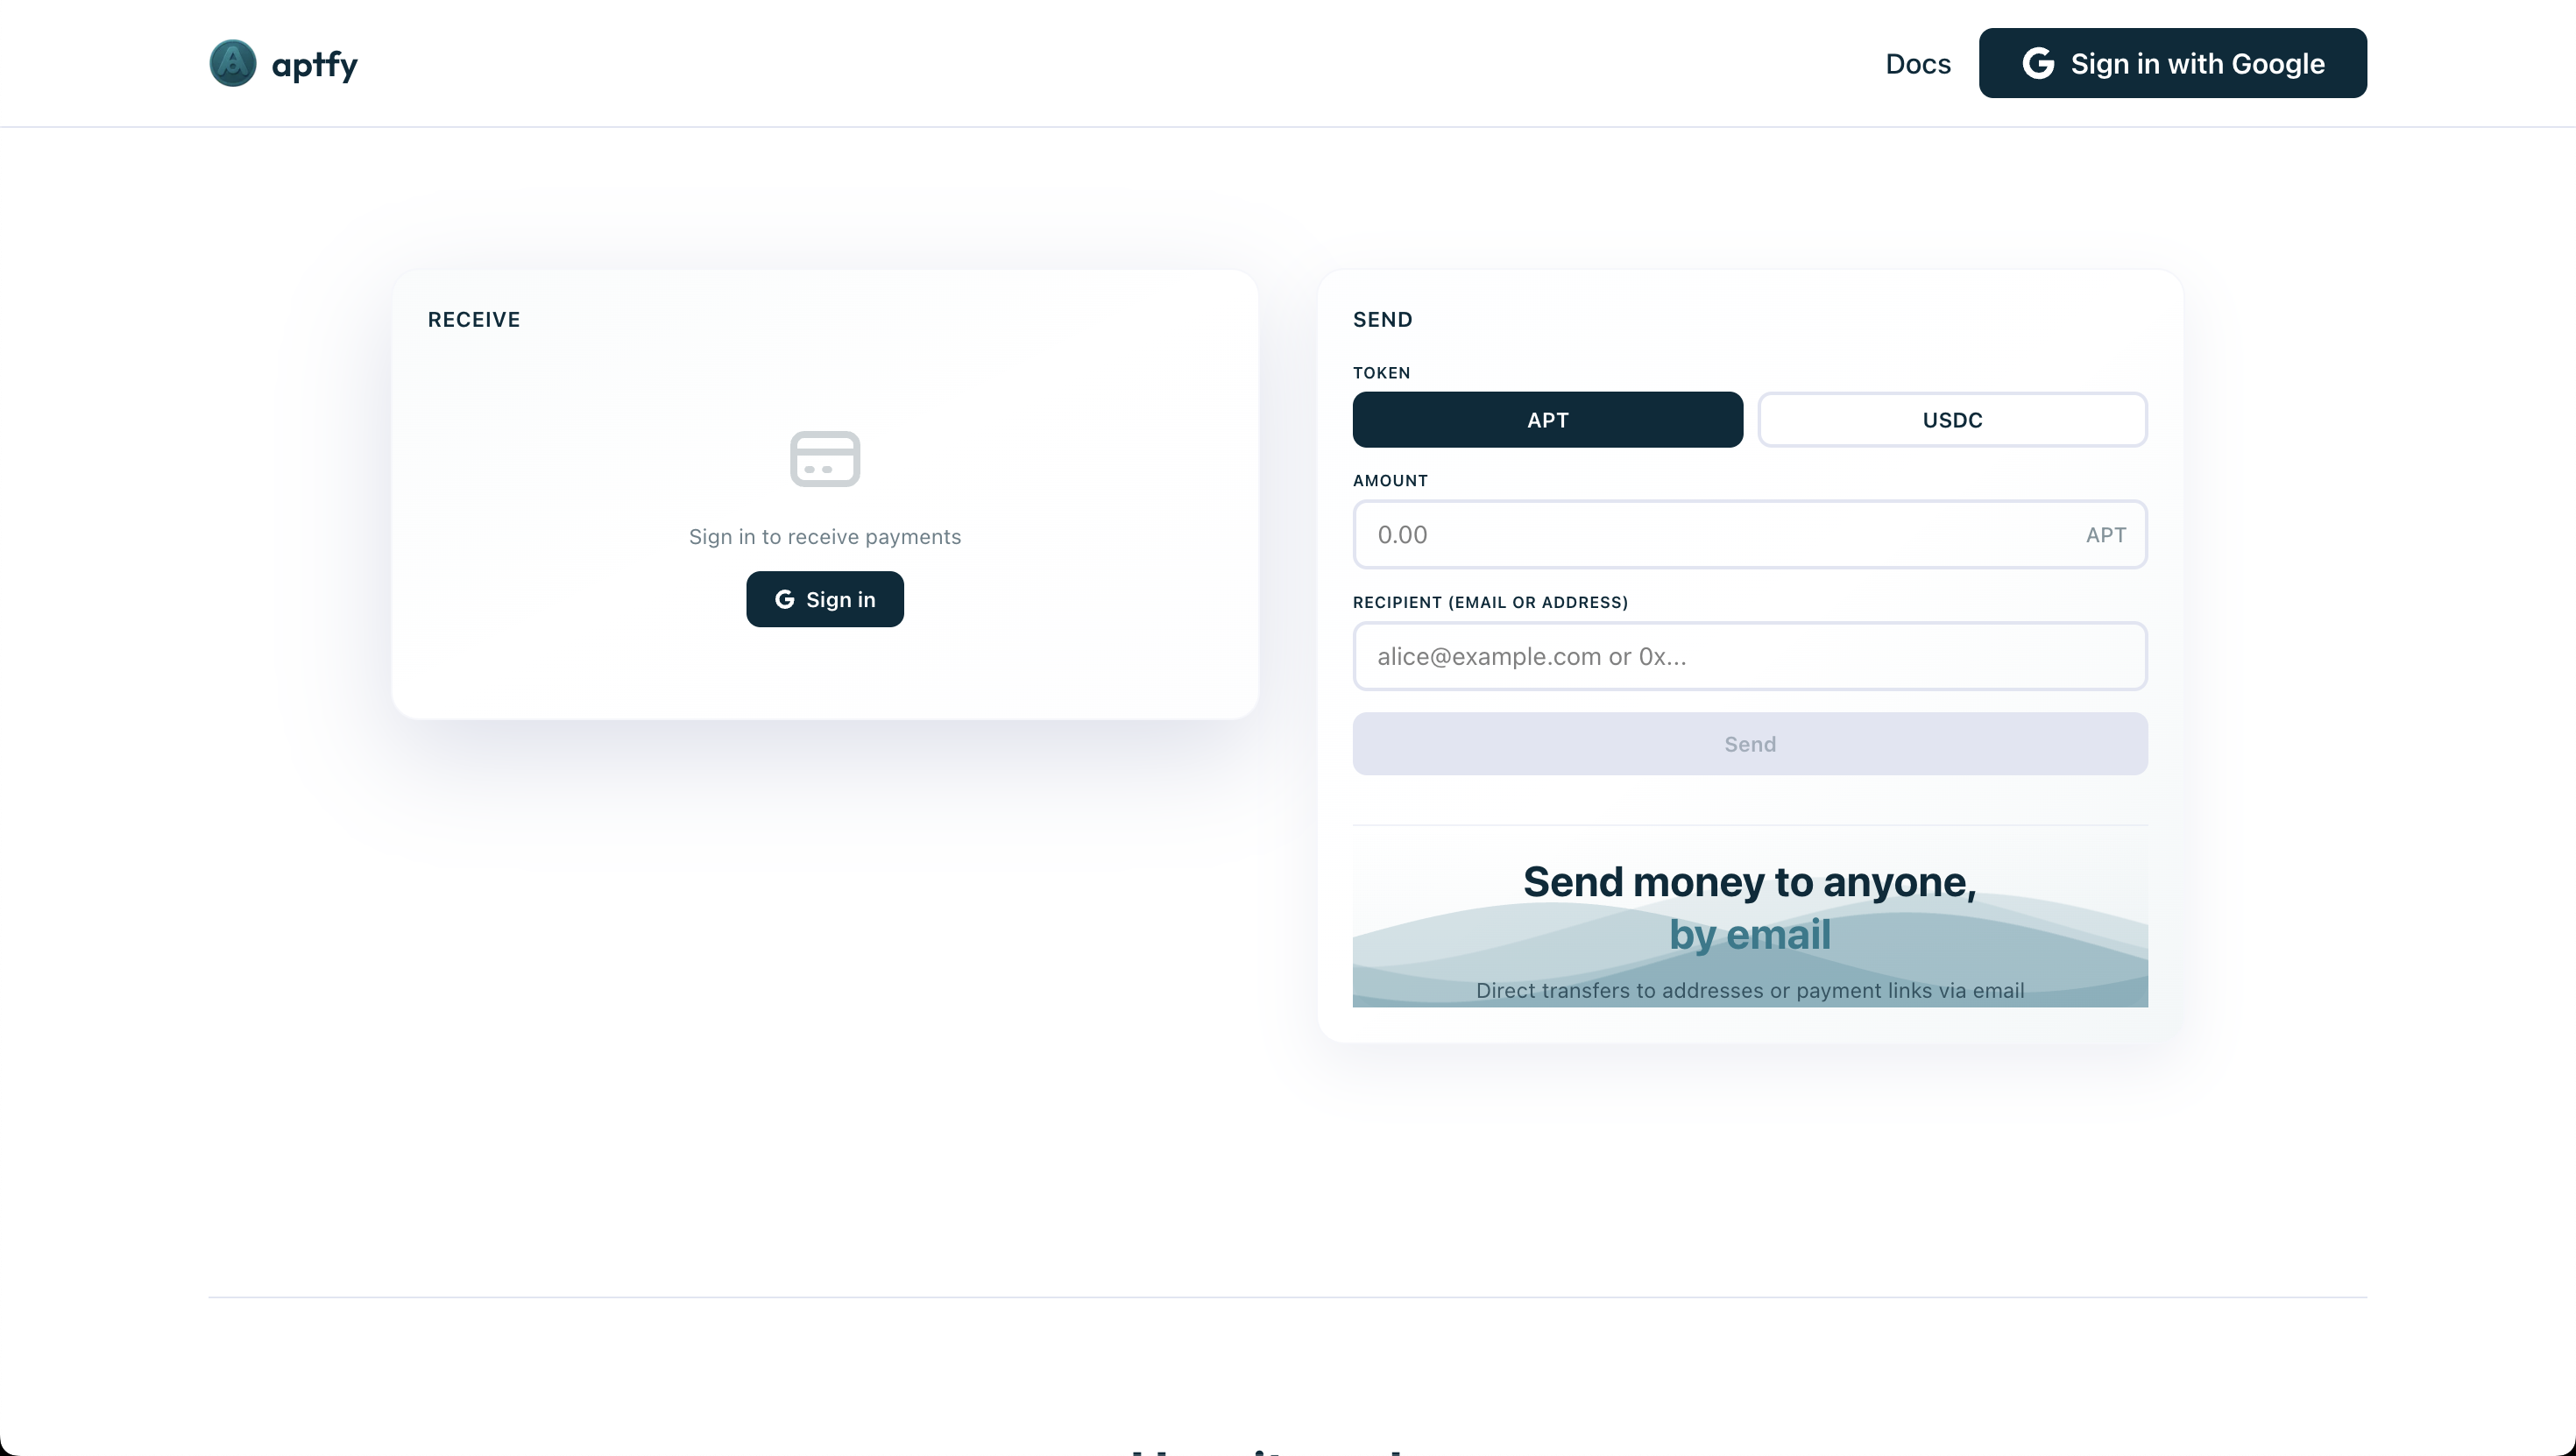 aptfy
Docs
Sign in with Google
RECEIVE
Sign in to receive payments
Sign in
SEND
TOKEN
APT
USDC
AMOUNT
0.00
APT
RECIPIENT (EMAIL OR ADDRESS)
alice@example.com or 0x...
Send
Send money to anyone,
by email
Direct transfers to addresses or payment links via email